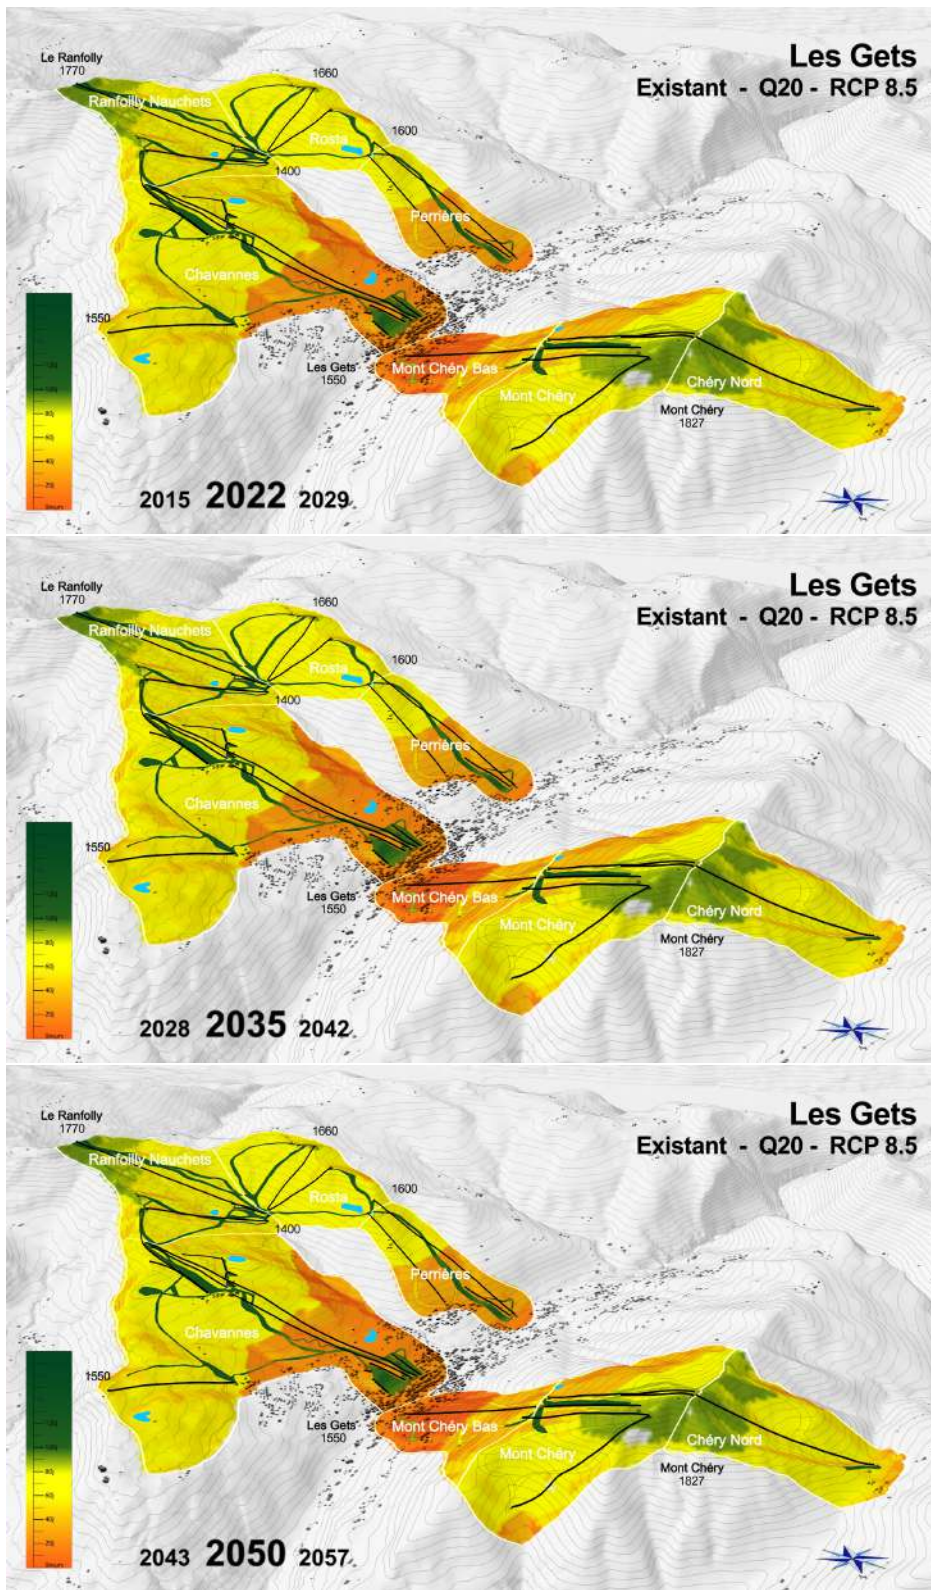 Les Gets
Existant - Q20 - RCP 8.5
Le Ranfolly
1770
1660
Ranfoilly Nauchets
Rosta
1600
1400
Perrières
Chavannes
1550
Les Gets
1550
Mont Chéry Bas
Mont Chéry
Chéry Nord
Mont Chéry
1827
2015 2022 2029
Les Gets
Existant - Q20 - RCP 8.5
Le Ranfolly
1770
1660
Ranfoilly Nauchets
Rosta
1600
1400
Perrières
Chavannes
1550
Les Gets
1550
Mont Chéry Bas
Mont Chéry
Chéry Nord
Mont Chéry
1827
2028 2035 2042
Les Gets
Existant - Q20 - RCP 8.5
Le Ranfolly
1770
1660
Ranfoilly Nauchets
Rosta
1600
1400
Perrières
Chavannes
1550
Les Gets
1550
Mont Chéry Bas
Mont Chéry
Chéry Nord
Mont Chéry
1827
2043 2050 2057